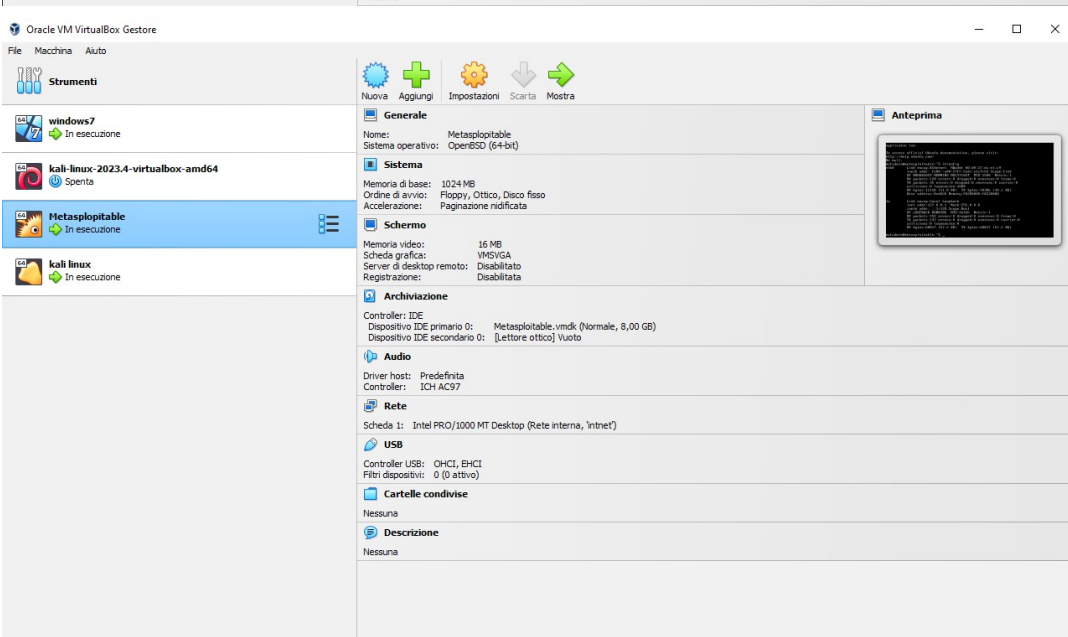 Oracle VM VirtualBox Gestore
File Macchina Aiuto
Strumenti
Nuova Aggiungi Impostazioni Scarta Mostra
64 windows7
In esecuzione
64 kali-linux-2023.4-virtualbox-amd64
Spenta
64 Metasplopitable
In esecuzione
64 kali linux
In esecuzione
Generale
Nome: Metasplopitable
Sistema operativo: OpenBSD (64-bit)
Sistema
Memoria di base: 1024 MB
Ordine di avvio: Floppy, Ottico, Disco fisso
Accelerazione: Paginazione nidificata
Schermo
Memoria video: 16 MB
Scheda grafica: VMSVGA
Server di desktop remoto: Disabilitato
Registrazione: Disabilitata
Archiviazione
Controller: IDE
Dispositivo IDE primario 0: Metasploitable.vmdk (Normale, 8,00 GB)
Dispositivo IDE secondario 0: [Lettore ottico] Vuoto
Audio
Driver host: Predefinita
Controller: ICH AC97
Rete
Scheda 1: Intel PRO/1000 MT Desktop (Rete interna, 'intnet')
USB
Controller USB: OHCI, EHCI
Filtri dispositivi: 0 (0 attivo)
Cartelle condivise
Nessuna
Descrizione
Nessuna
Anteprima